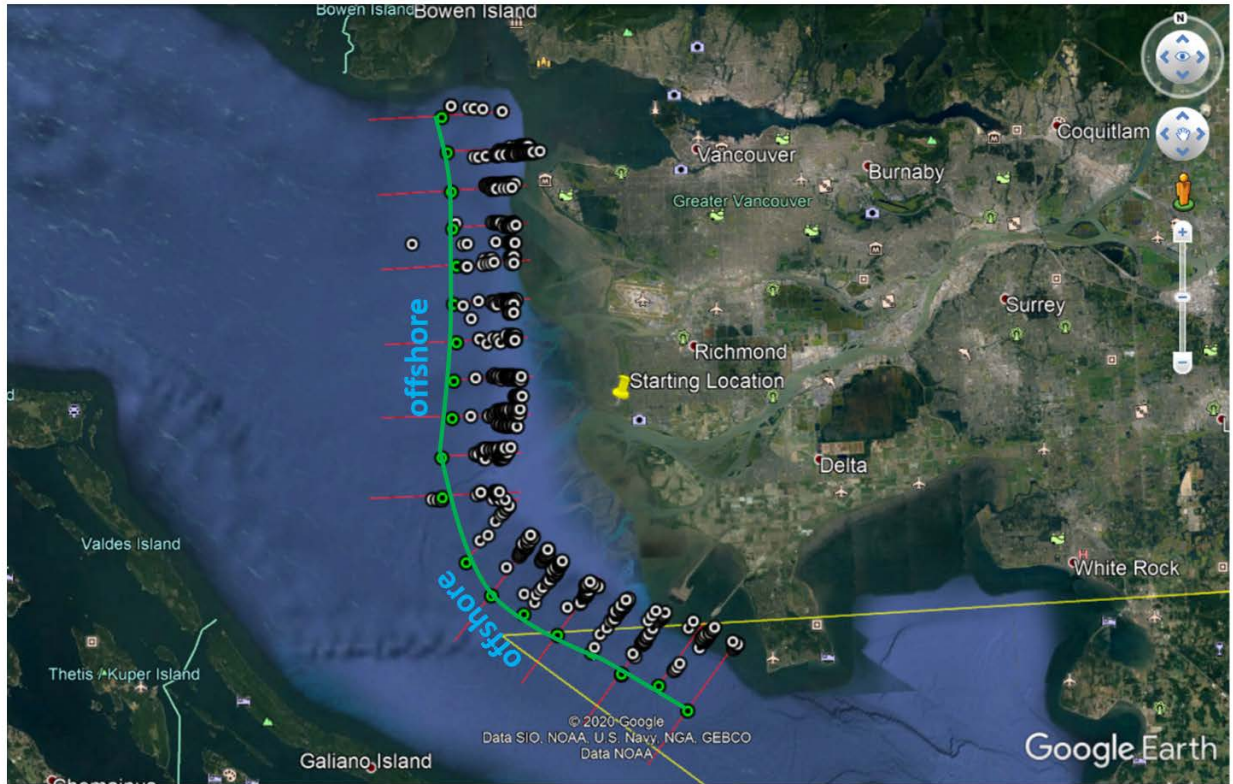 Bowen Island
Bowen Island
N
Coquitlam
Vancouver
Burnaby
Greater Vancouver
Surrey
offshore
Richmond
Starting Location
Delta
Valdes Island
H
White Rock
offshore
Thetis / Kuper Island
© 2020 Google
Data SIO, NOAA, U.S. Navy, NGA, GEBCO
Data NOAA
Galiano Island
Google Earth